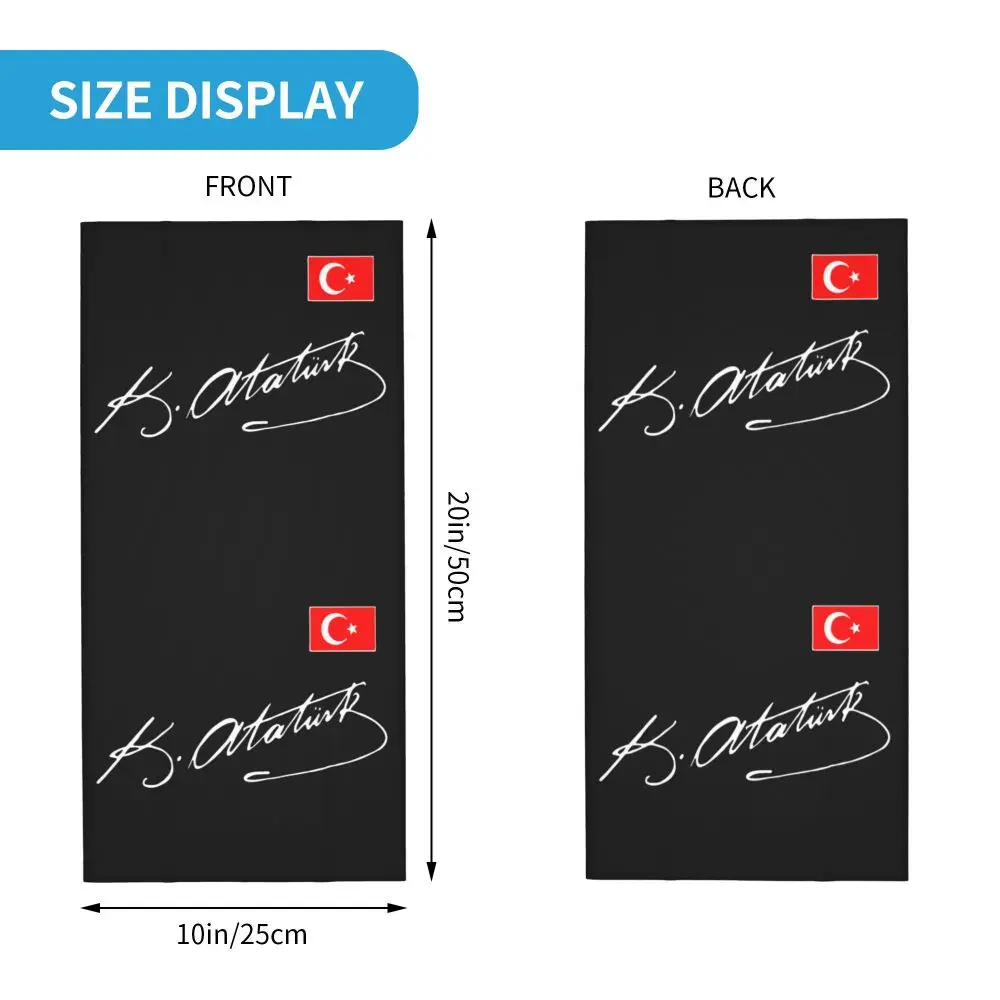 SIZE DISPLAY
FRONT
BACK
K. Atatürk
K. Atatürk
20in/50cm
K. Atatürk
K. Atatürk
10in/25cm